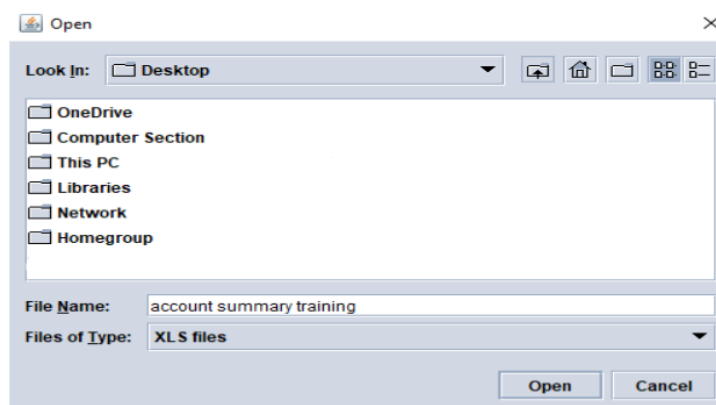 Open
Look In: Desktop
OneDrive
Computer Section
This PC
Libraries
Network
Homegroup
File Name: account summary training
Files of Type: XLS files
Open Cancel